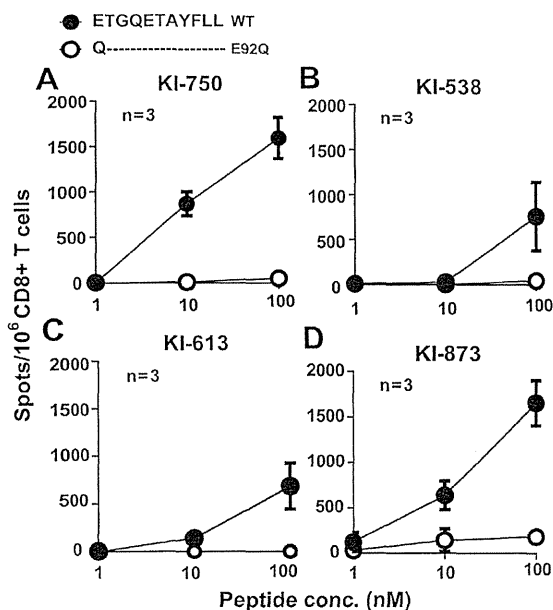 ETGQETAYFLL WT
Q------------------- E92Q
A
KI-750
n=3
2000
1500
1000
500
0
1
10
100
B
KI-538
n=3
2000
1500
1000
500
0
1
10
100
C
KI-613
n=3
2000
1500
1000
500
0
1
10
100
D
KI-873
n=3
2000
1500
1000
500
0
1
10
100
Spots/10⁶CD8+ T cells
Peptide conc. (nM)